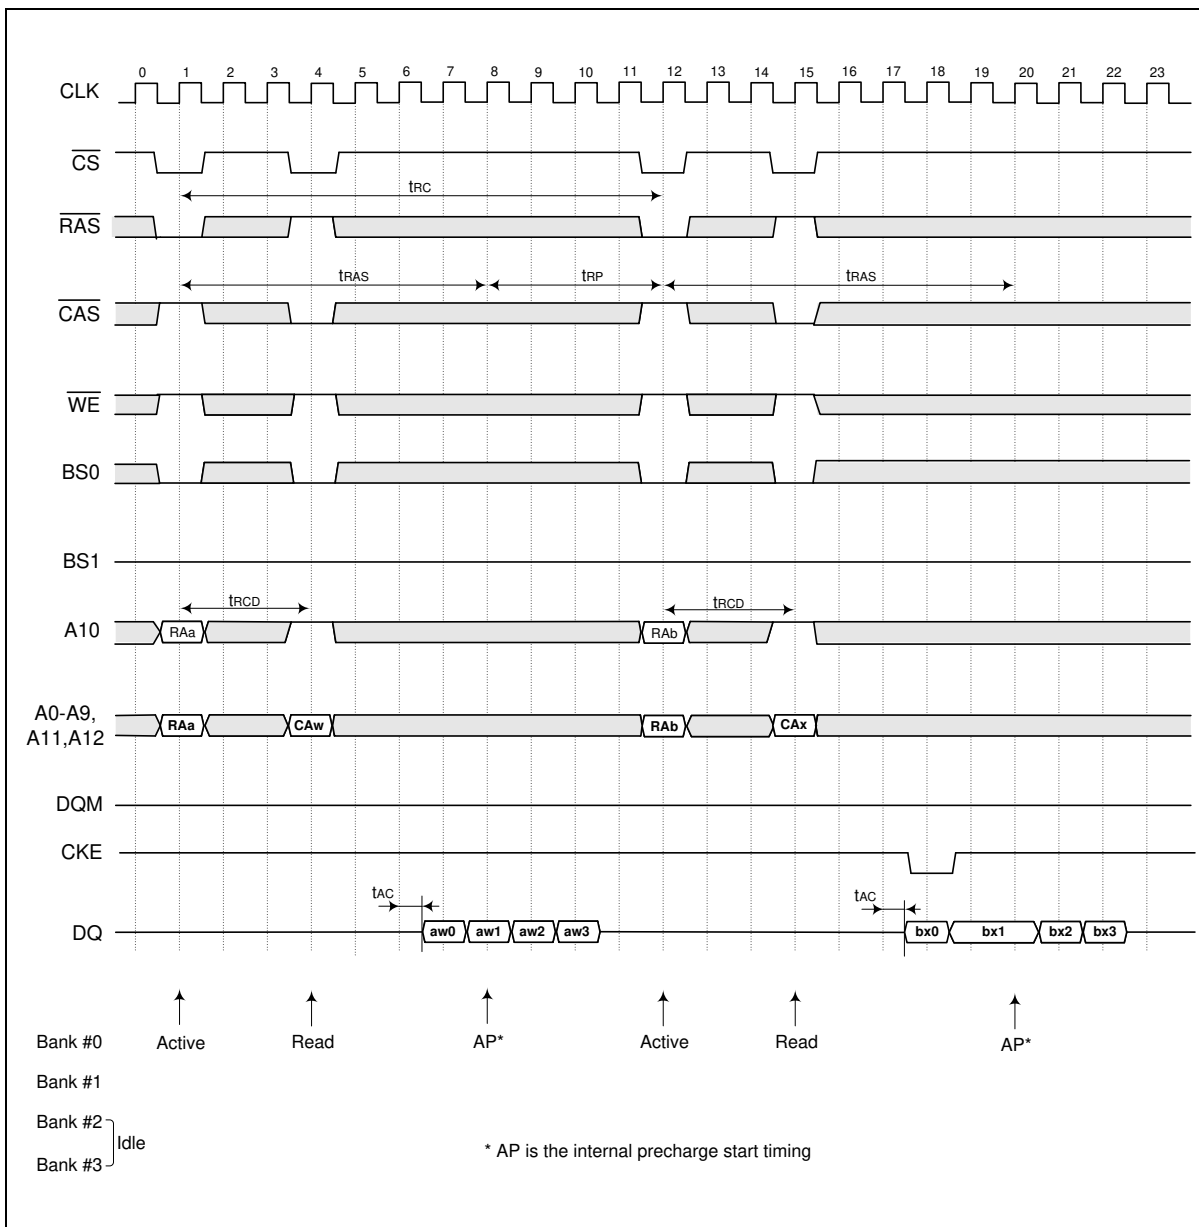 0 1 2 3 4 5 6 7 8 9 10 11 12 13 14 15 16 17 18 19 20 21 22 23
CLK
CS
tRC
RAS
tRAS tRP tRAS
CAS
WE
BS0
BS1
tRCD tRCD
A10 RAa RAb
A0-A9,
A11,A12 RAa CAw RAb CAx
DQM
CKE
tAC tAC
DQ aw0 aw1 aw2 aw3 bx0 bx1 bx2 bx3
Bank #0 Active Read AP* Active Read AP*
Bank #1
Bank #2
Idle
Bank #3
* AP is the internal precharge start timing